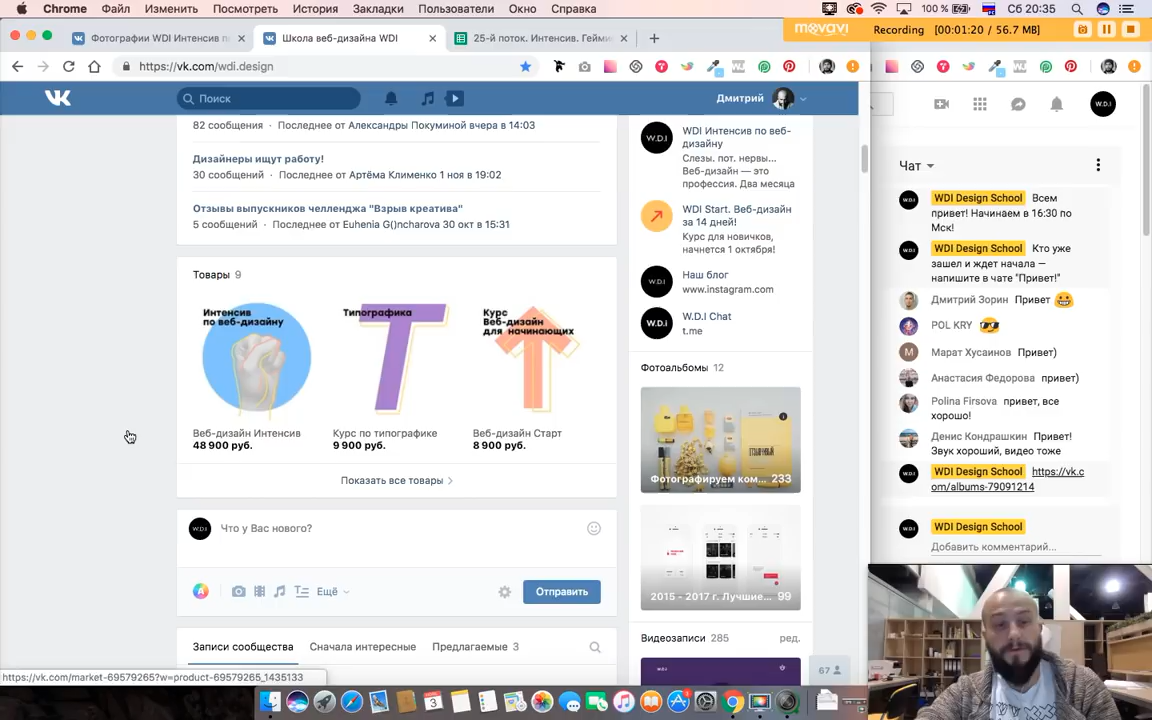 Chrome Файл Изменить Посмотреть История Закладки Пользователи Окно Справка
100 % Сб 20:35
Фотографии WDI Интенсив п
Школа веб-дизайна WDI
25-й поток. Интенсив. Гейми
movavi
Recording (00:01:20 / 56.7 MB)
https://vk.com/wdi.design
Поиск
Дмитрий
82 сообщения · Последнее от Александры Покуминой вчера в 14:03
Дизайнеры ищут работу!
30 сообщений · Последнее от Артёма Клименко 1 ноя в 19:02
Отзывы выпускников челленджа "Взрыв креатива"
5 сообщений · Последнее от Euhenia G()ncharova 30 окт в 15:31
Товары 9
Интенсив
по веб-дизайну
Типографика
Курс
Веб-дизайн
для начинающих
Веб-дизайн Интенсив
48 900 руб.
Курс по типографике
9 900 руб.
Веб-дизайн Старт
8 900 руб.
Показать все товары
W.D.I
Что у Вас нового?
Ещё
Отправить
Записи сообщества Сначала интересные Предлагаемые 3
https://vk.com/market-69579265?w=product-69579265_1435133
W.D.I
WDI Интенсив по веб-
дизайну
Слезы. пот. нервы...
Веб-дизайн — это
профессия. Два месяца
WDI Start. Веб-дизайн
за 14 дней!
Курс для новичков,
начнется 1 октября!
W.D.I
Наш блог
www.instagram.com
W.D.I
W.D.I Chat
t.me
Фотоальбомы 12
Фотографируем ком... 233
2015 - 2017 г. Лучшие... 99
Видеозаписи 285 ред.
67
W.D.I
Чат
WDI Design School Всем
привет! Начинаем в 16:30 по
Мск!
WDI Design School Кто уже
зашел и ждет начала —
напишите в чате "Привет!"
Дмитрий Зорин Привет
POL KRY
М
Марат Хусаинов Привет)
Анастасия Федорова привет)
Polina Firsova привет, все
хорошо!
Денис Кондрашкин Привет!
Звук хороший, видео тоже
WDI Design School https://vk.c
om/albums-79091214
WDI Design School
Добавить комментарий...
3